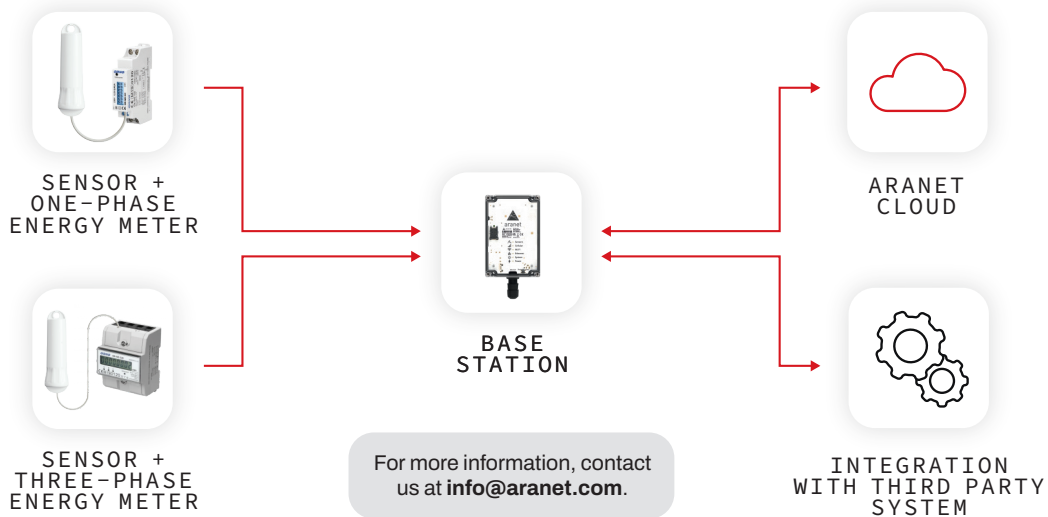 SENSOR +
ONE-PHASE
ENERGY METER
ARANET
CLOUD
aranet
BASE
STATION
SENSOR +
THREE-PHASE
ENERGY METER
For more information, contact
us at info@aranet.com.
INTEGRATION
WITH THIRD PARTY
SYSTEM